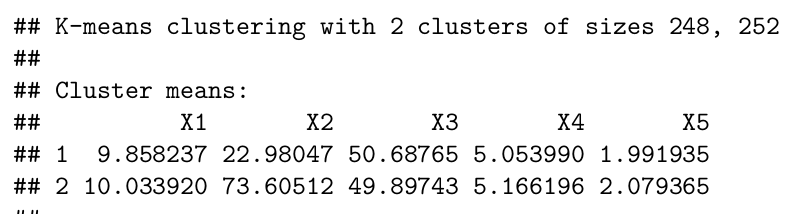 ## K-means clustering with 2 clusters of sizes 248, 252
##
## Cluster means:
##          X1       X2       X3       X4       X5
## 1  9.858237 22.98047 50.68765 5.053990 1.991935
## 2 10.033920 73.60512 49.89743 5.166196 2.079365
##